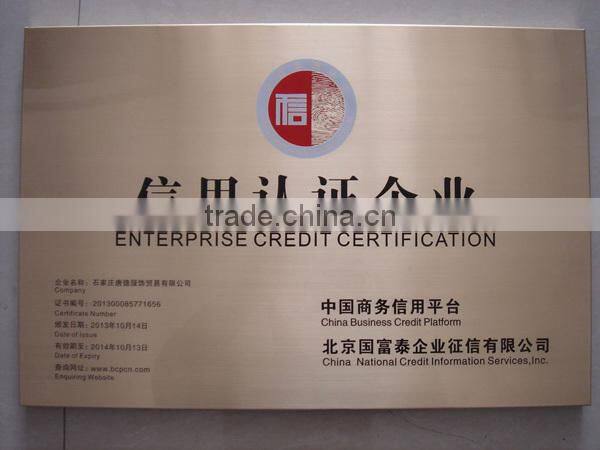 信
信用认证企业
trade.china.cn
ENTERPRISE CREDIT CERTIFICATION
企业名称：石家庄唐德服饰贸易有限公司
Company
证书编号：201300085771656
Certificate Number
颁发日期：2013年10月14日
Date of Issue
有效期至：2014年10月13日
Date of Expiry
查询网址：www.bcpcn.com
Enquiring Website
中国商务信用平台
China Business Credit Platform
北京国富泰企业征信有限公司
China National Credit Information Services,Inc.